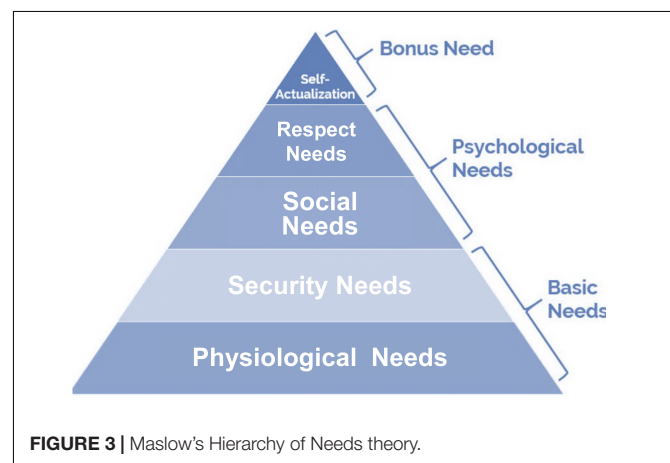 Bonus Need
Self-
Actualization
Respect
Needs
Psychological
Needs
Social
Needs
Security Needs
Basic
Needs
Physiological Needs
FIGURE 3 | Maslow's Hierarchy of Needs theory.